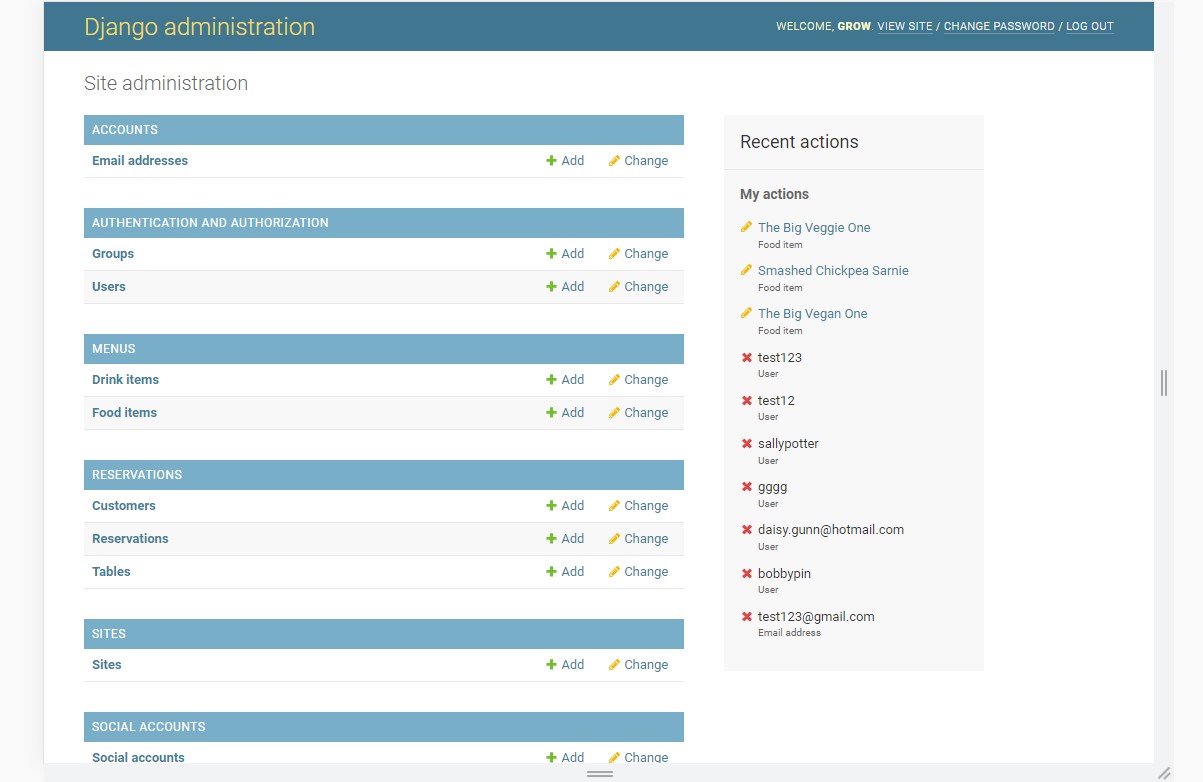 Django administration
WELCOME, GROW. VIEW SITE / CHANGE PASSWORD / LOG OUT
Site administration
ACCOUNTS
Email addresses Add Change
AUTHENTICATION AND AUTHORIZATION
Groups Add Change
Users Add Change
MENUS
Drink items Add Change
Food items Add Change
RESERVATIONS
Customers Add Change
Reservations Add Change
Tables Add Change
SITES
Sites Add Change
SOCIAL ACCOUNTS
Social accounts Add Change
Recent actions
My actions
The Big Veggie One
Food item
Smashed Chickpea Sarnie
Food item
The Big Vegan One
Food item
test123
User
test12
User
sallypotter
User
gggg
User
daisy.gunn@hotmail.com
User
bobbypin
User
test123@gmail.com
Email address